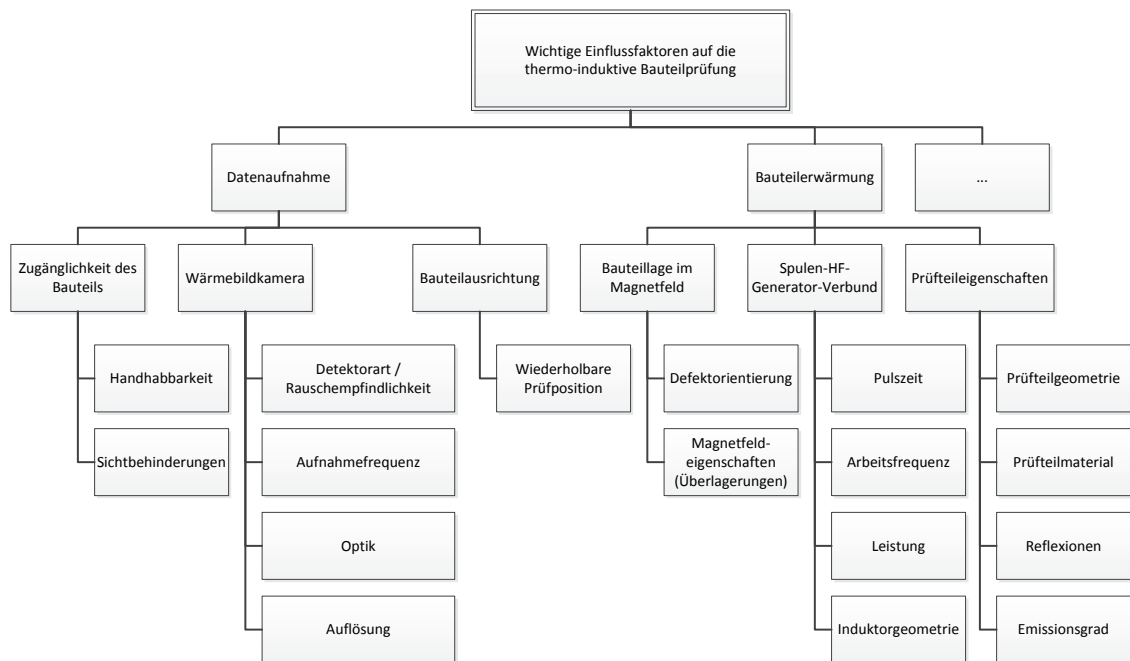 Wichtige Einflussfaktoren auf die
thermo-induktive Bauteilprüfung
Datenaufnahme
Bauteilerwärmung
...
Zugänglichkeit des
Bauteils
Wärmebildkamera
Bauteilausrichtung
Bauteillage im
Magnetfeld
Spulen-HF-
Generator-Verbund
Prüfteileigenschaften
Handhabbarkeit
Detektorart /
Rauschempfindlichkeit
Wiederholbare
Prüfposition
Defektorientierung
Pulszeit
Prüfteilgeometrie
Sichtbehinderungen
Aufnahmefrequenz
Magnetfeld-
eigenschaften
(Überlagerungen)
Arbeitsfrequenz
Prüfteilmaterial
Optik
Leistung
Reflexionen
Auflösung
Induktorgeometrie
Emissionsgrad